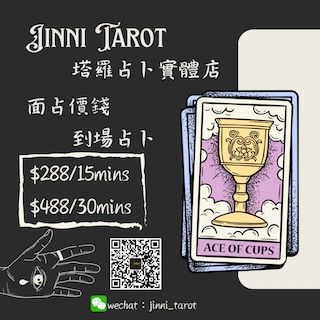 JINNI TAROT
塔羅占卜實體店
面占價錢
到場占卜
$288/15mins
$488/30mins
ACE OF CUPS
wechat：jinni_tarot